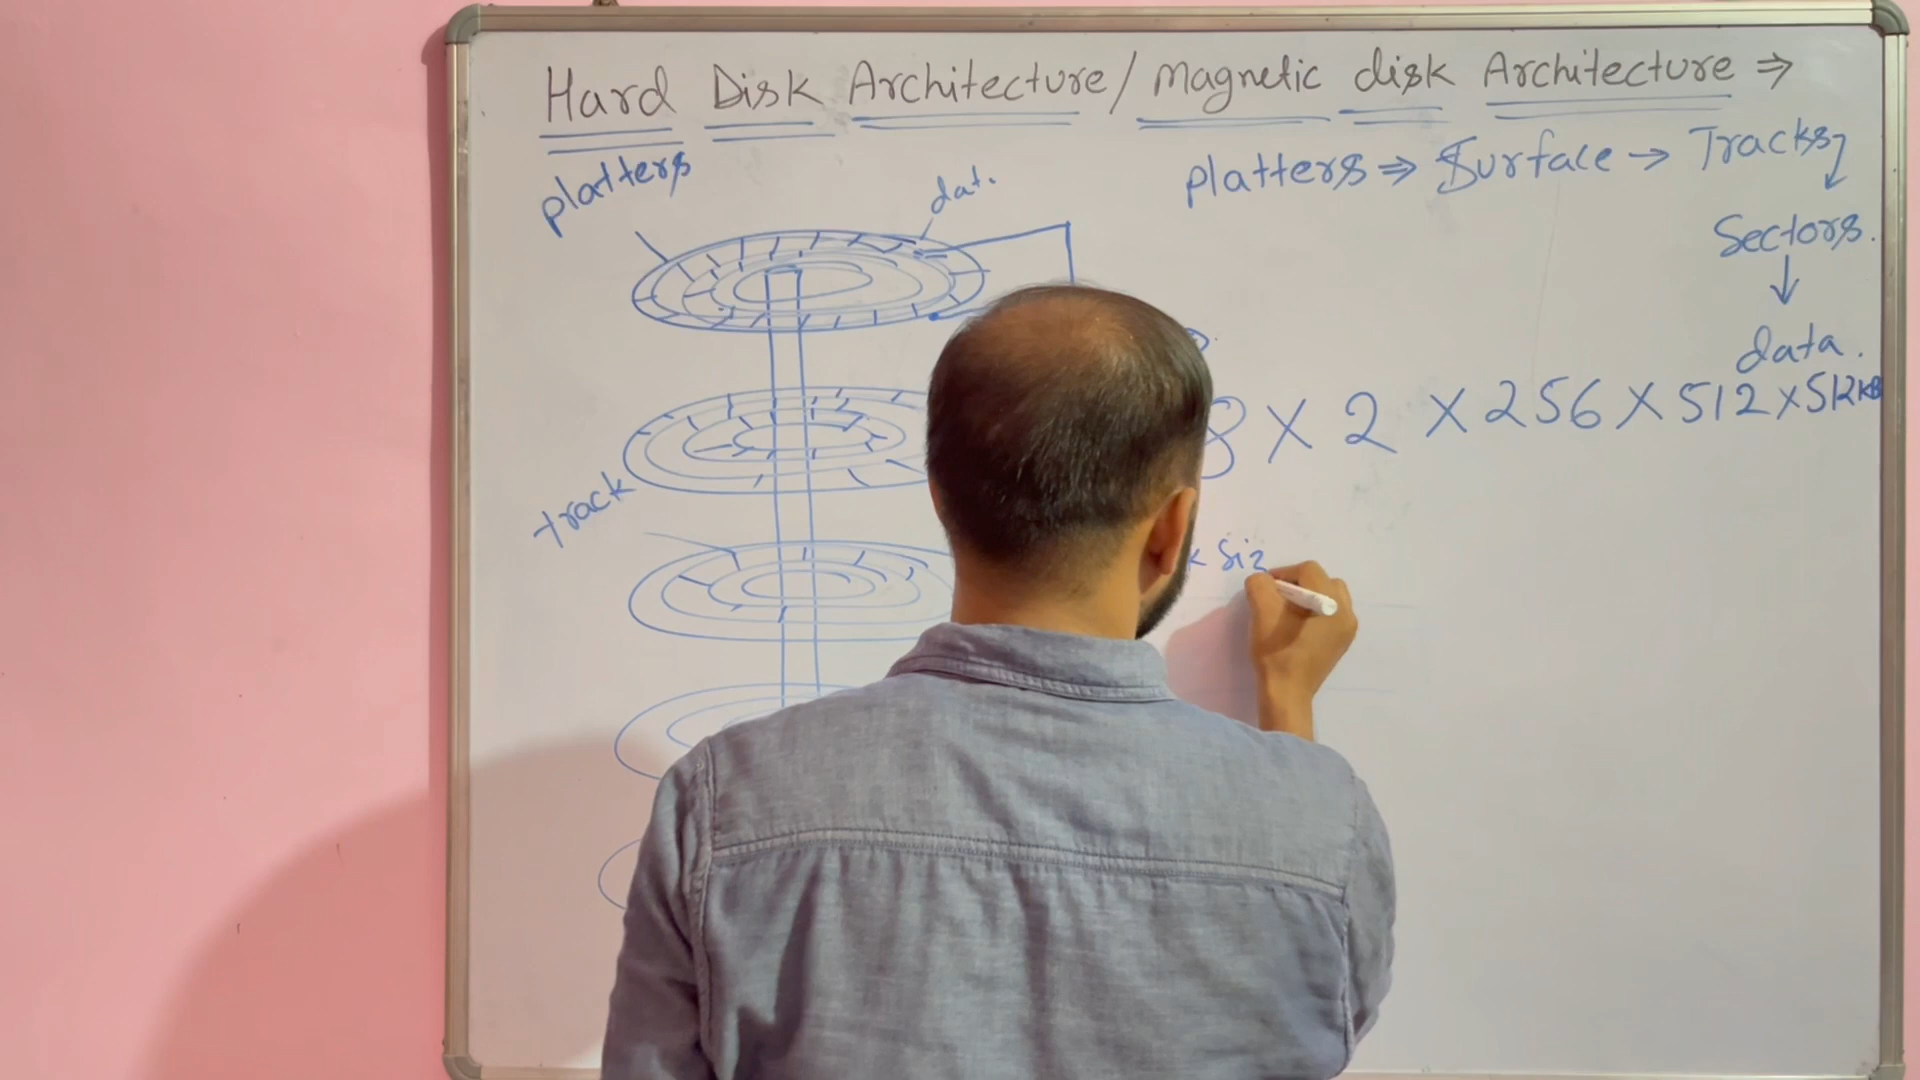 Hard Disk Architecture/Magnetic disk Architecture ⇒
platters
platters ⇒ Surface → Tracks
dat.
Sectors.
↓
data.
8 X 2 X 256 X 512 X 512KB
track
k Siz